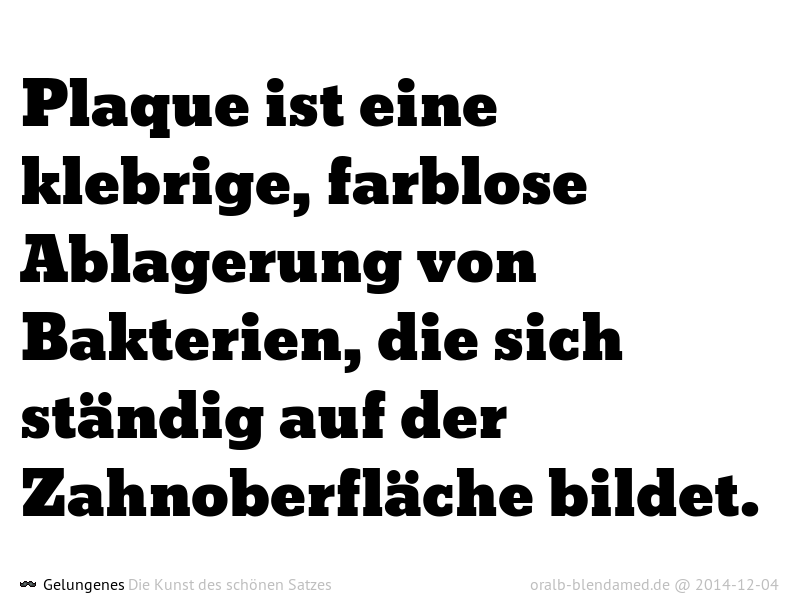 Plaque ist eine
klebrige, farblose
Ablagerung von
Bakterien, die sich
ständig auf der
Zahnoberfläche bildet.
Gelungenes Die Kunst des schönen Satzes
oralb-blendamed.de @ 2014-12-04